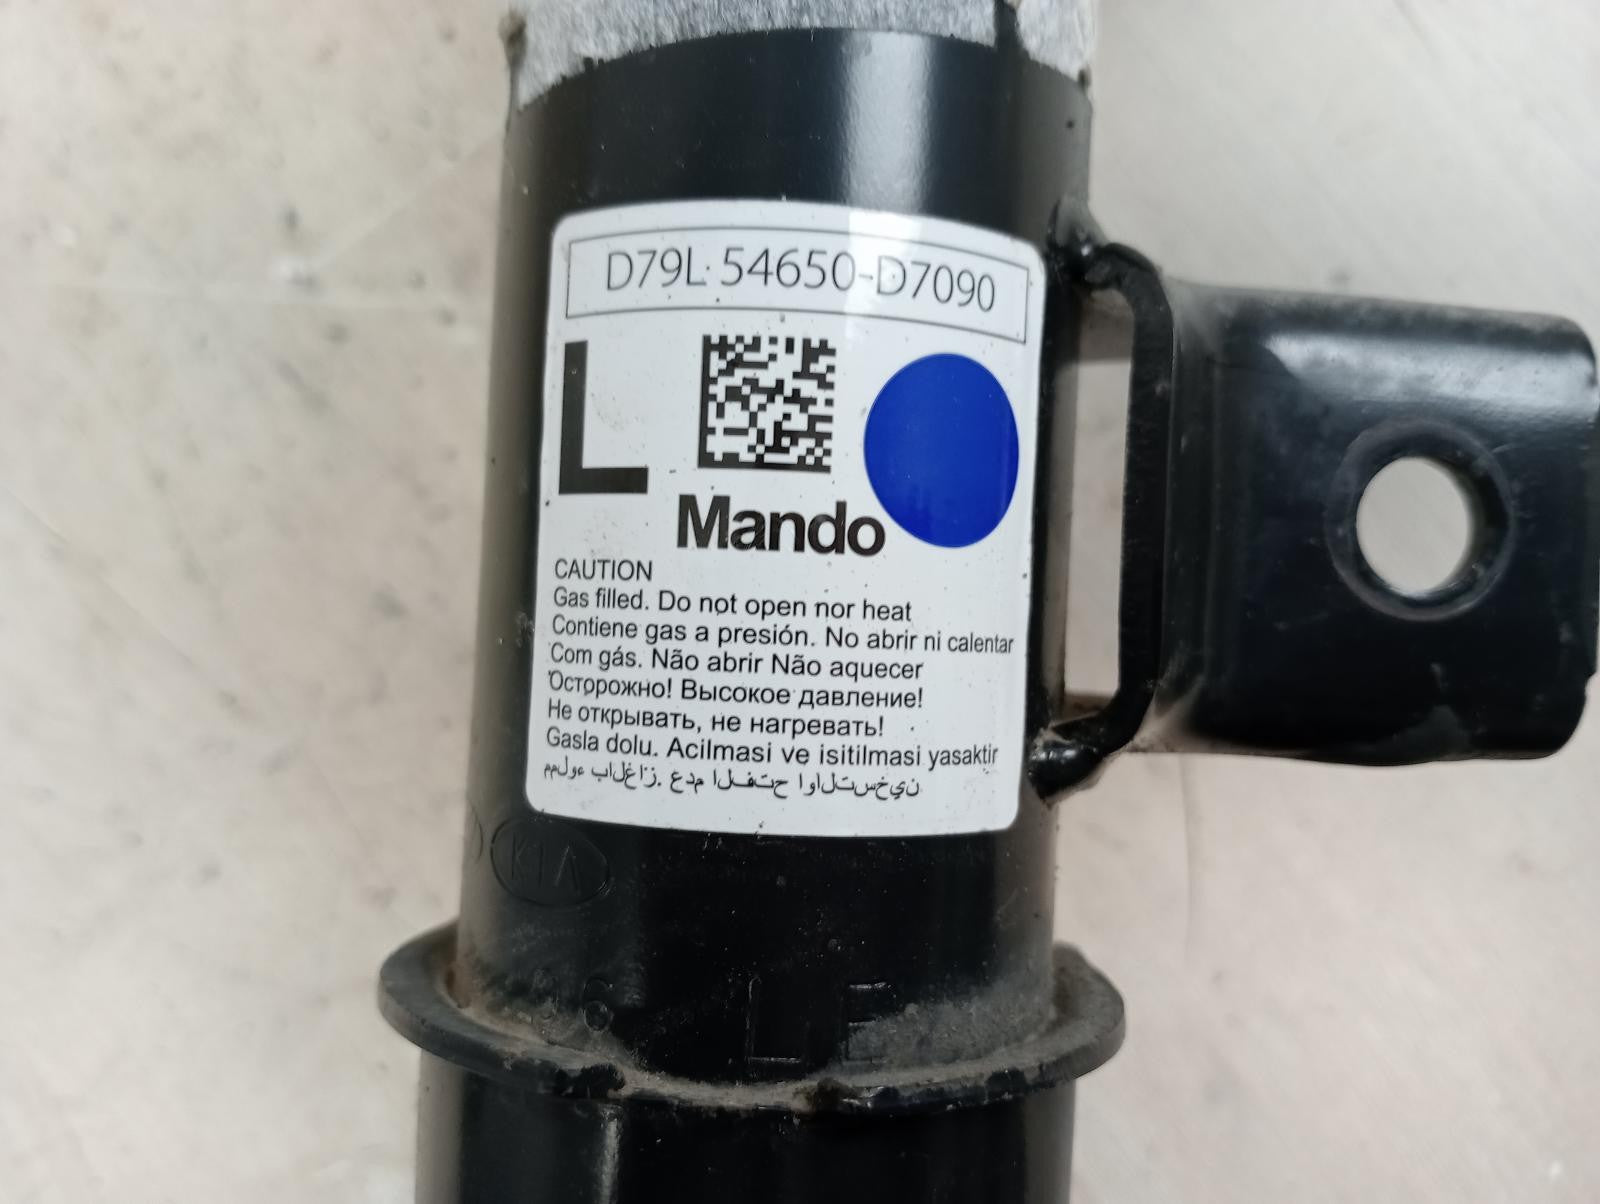 D79L 54650-D7090
L
Mando
CAUTION
Gas filled. Do not open nor heat
Contiene gas a presión. No abrir ni calentar
Com gás. Não abrir Não aquecer
Осторожно! Высокое давление!
Не открывать, не нагревать!
Gasla dolu. Acilmasi ve isitilmasi yasaktir
مملوء بالغاز. عدم الفتح اوالتسخين
KIA
6 LE